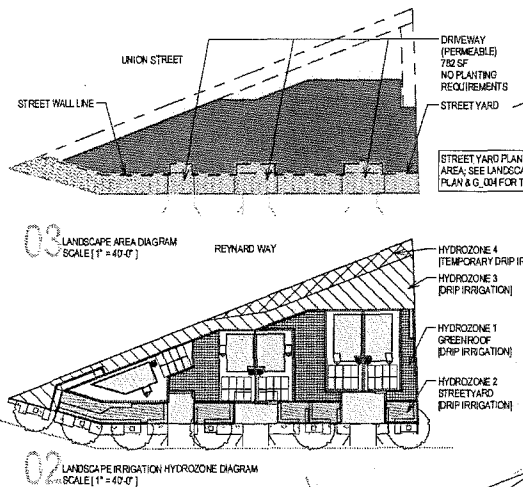 UNION STREET
DRIVEWAY
(PERMEABLE)
782 SF
NO PLANTING
REQUIREMENTS
STREET WALL LINE
STREET YARD
STREET YARD PLAN
AREA; SEE LANDSCA
PLAN & G_004 FOR T
03 LANDSCAPE AREA DIAGRAM
SCALE [ 1" = 40'-0" ]
REYNARD WAY
HYDROZONE 4
[TEMPORARY DRIP IR
HYDROZONE 3
[DRIP IRRIGATION]
HYDROZONE 1
GREENROOF
[DRIP IRRIGATION]
HYDROZONE 2
STREETYARD
[DRIP IRRIGATION]
02 LANDSCAPE IRRIGATION HYDROZONE DIAGRAM
SCALE [ 1" = 40'-0" ]